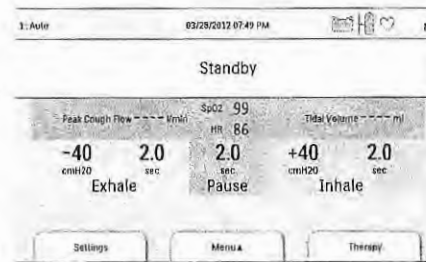 1: Auto 03/28/2012 07:49 PM
Standby
SpO2 99
Peak Cough Flow ---- l/min Tidal Volume ---- ml
HR 86
-40 2.0 2.0 +40 2.0
cmH2O sec sec cmH2O sec
Exhale Pause Inhale
Settings Menu▲ Therapy